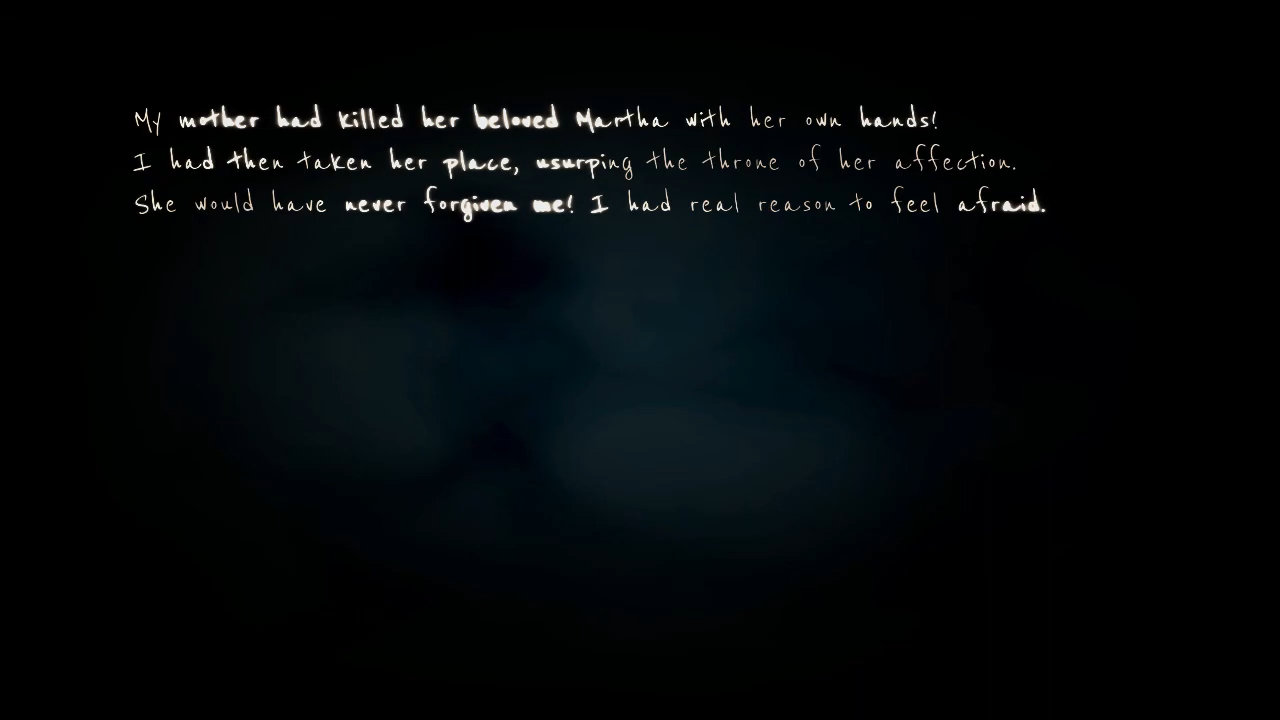 My mother had killed her beloved Martha with her own hands!
I had then taken her place, usurping the throne of her affection.
She would have never forgiven me! I had real reason to feel afraid.